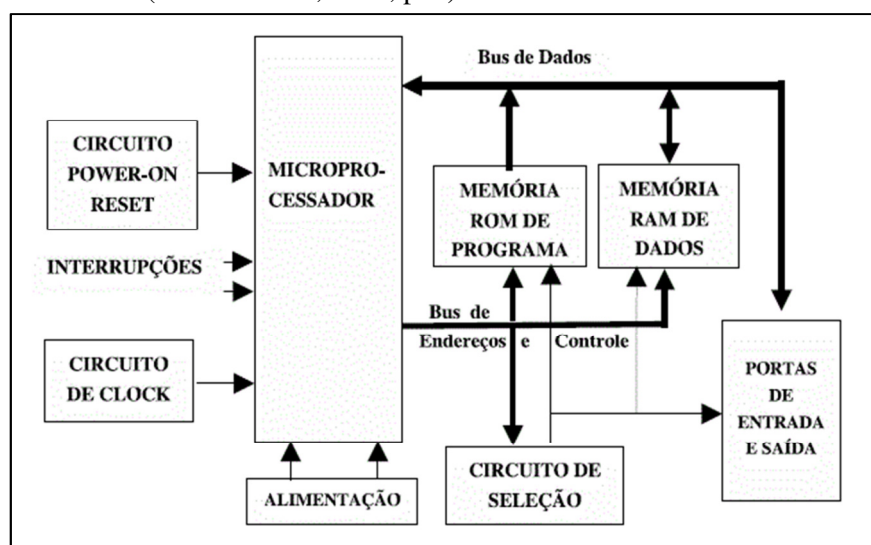 Bus de Dados
CIRCUITO
POWER-ON
RESET
MICROPRO-
CESSADOR
MEMÓRIA
ROM DE
PROGRAMA
MEMÓRIA
RAM DE
DADOS
INTERRUPÇÕES
Bus de
Endereços e Controle
CIRCUITO
DE CLOCK
PORTAS
DE
ENTRADA
E SAÍDA
ALIMENTAÇÃO
CIRCUITO DE
SELEÇÃO